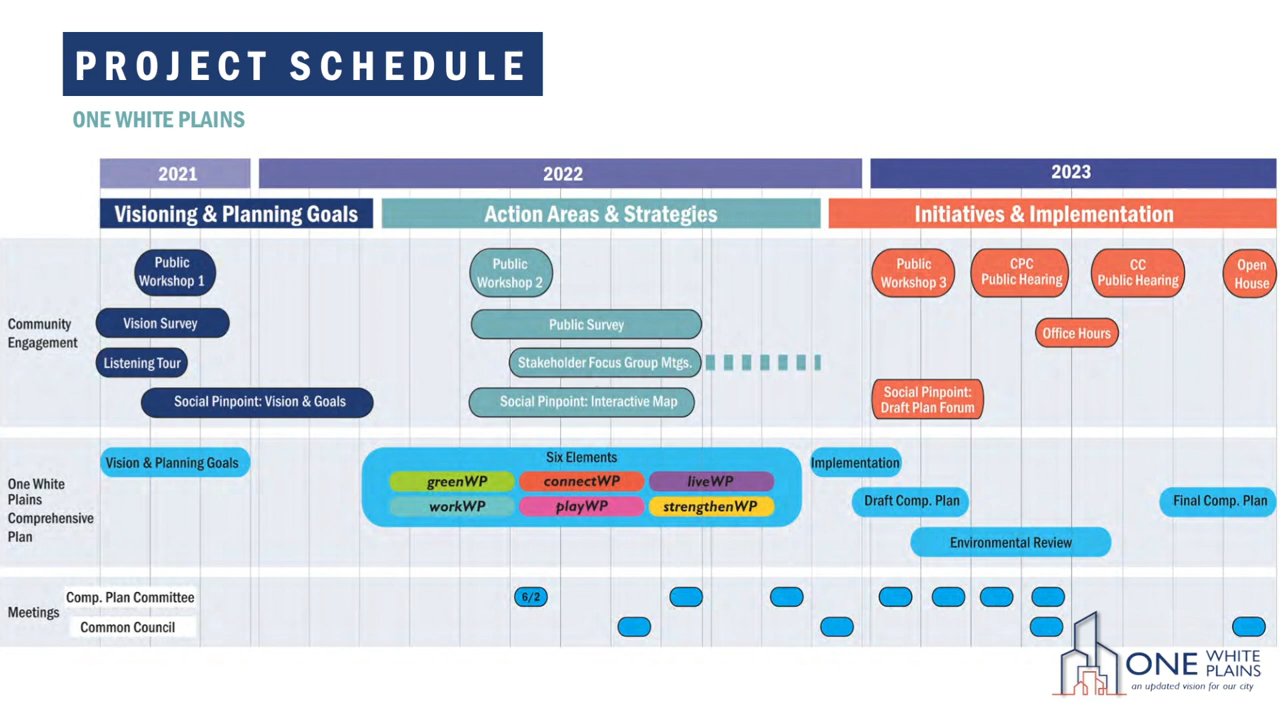 PROJECT SCHEDULE
ONE WHITE PLAINS
2021
2022
2023
Visioning & Planning Goals
Action Areas & Strategies
Initiatives & Implementation
Community
Engagement
Public
Workshop 1
Public
Workshop 2
Public
Workshop 3
CPC
Public Hearing
CC
Public Hearing
Open
House
Vision Survey
Public Survey
Office Hours
Listening Tour
Stakeholder Focus Group Mtgs.
Social Pinpoint: Vision & Goals
Social Pinpoint: Interactive Map
Social Pinpoint:
Draft Plan Forum
One White
Plains
Comprehensive
Plan
Vision & Planning Goals
Six Elements
greenWP
connectWP
liveWP
workWP
playWP
strengthenWP
Implementation
Draft Comp. Plan
Final Comp. Plan
Environmental Review
Meetings
Comp. Plan Committee
6/2
Common Council
ONE WHITE
PLAINS
an updated vision for our city